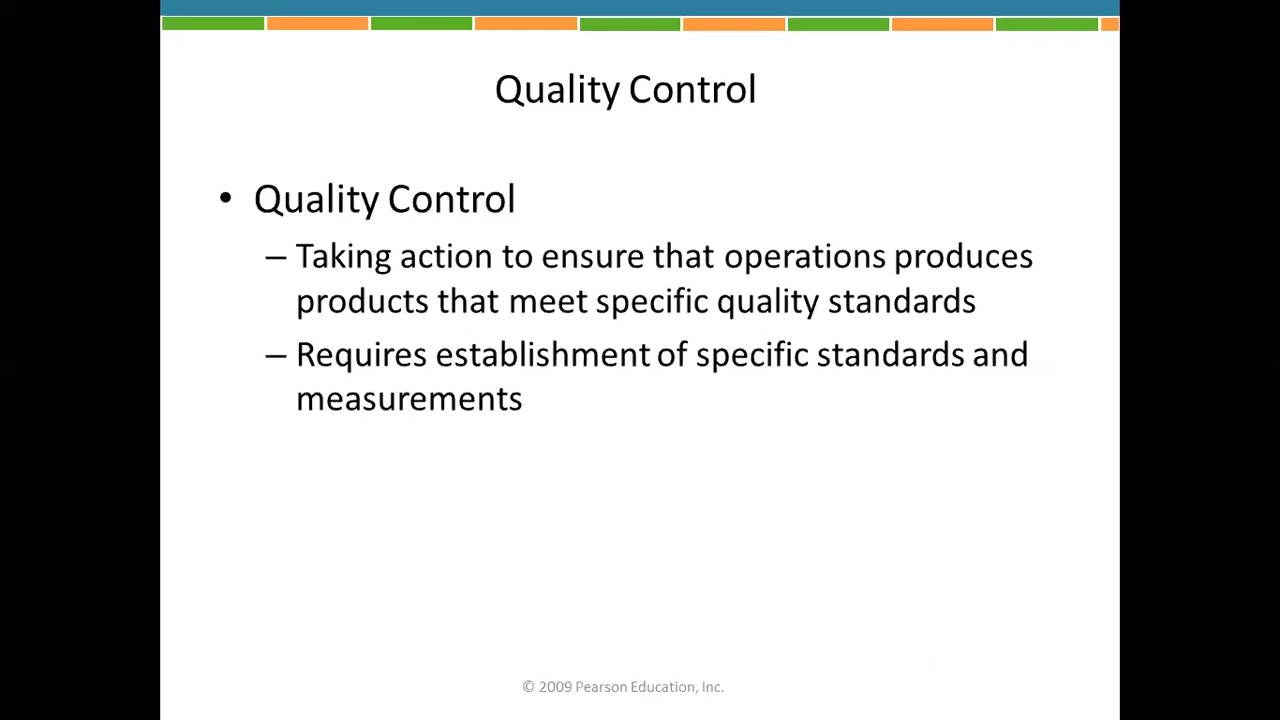 Quality Control
• Quality Control
– Taking action to ensure that operations produces
products that meet specific quality standards
– Requires establishment of specific standards and
measurements
© 2009 Pearson Education, Inc.